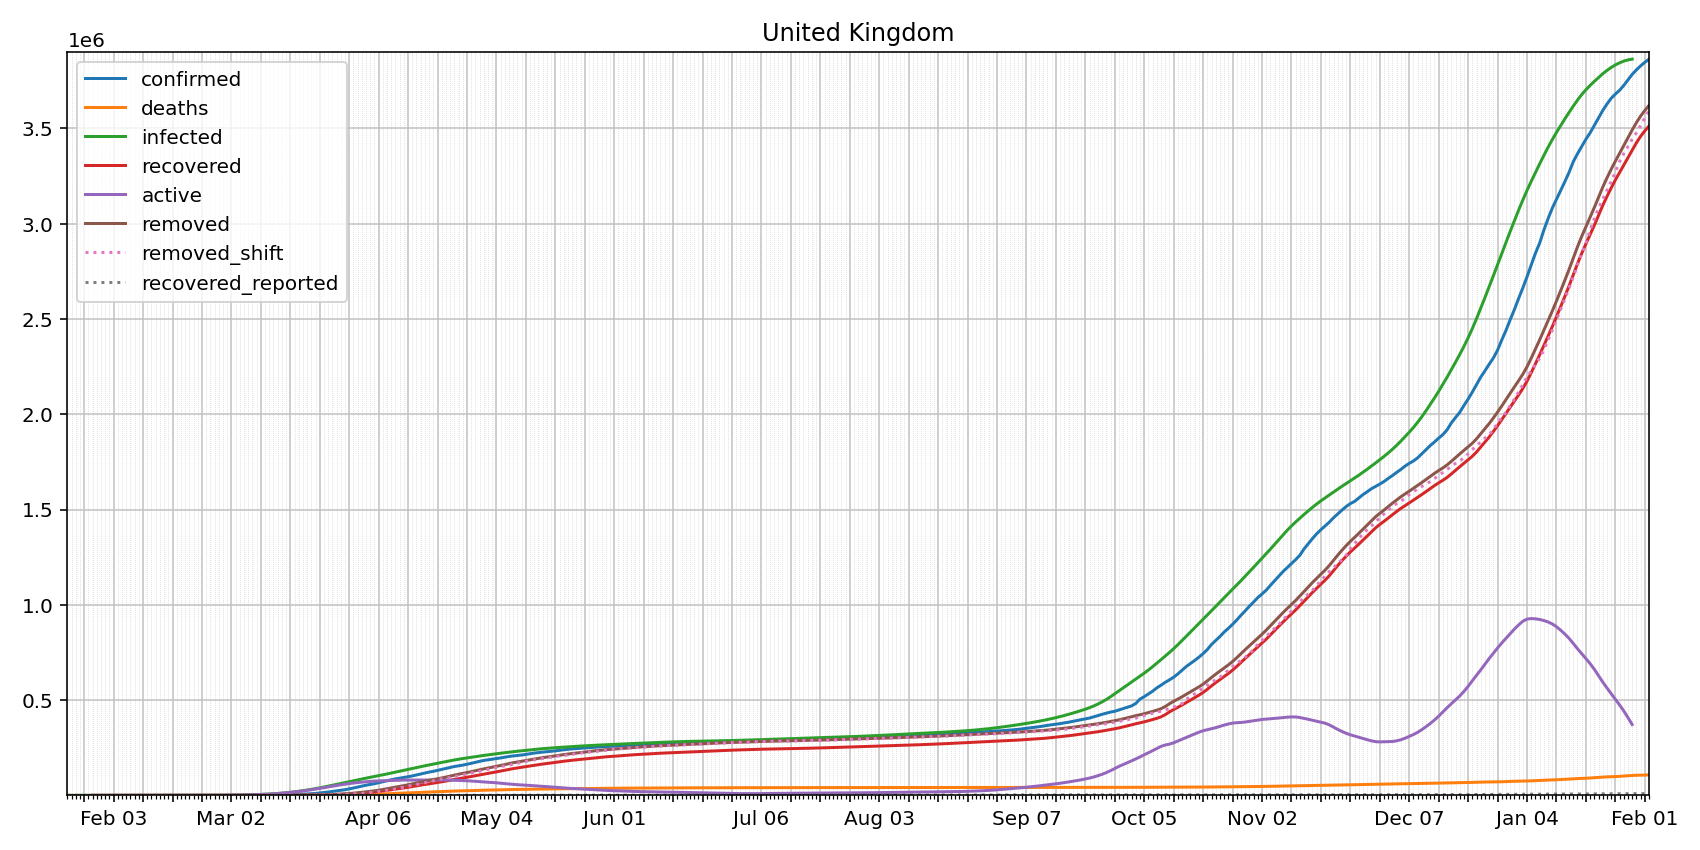 United Kingdom
1e6
confirmed
deaths
infected
recovered
active
removed
removed_shift
recovered_reported
3.5
3.0
2.5
2.0
1.5
1.0
0.5
Feb 03 Mar 02 Apr 06 May 04 Jun 01 Jul 06 Aug 03 Sep 07 Oct 05 Nov 02 Dec 07 Jan 04 Feb 01